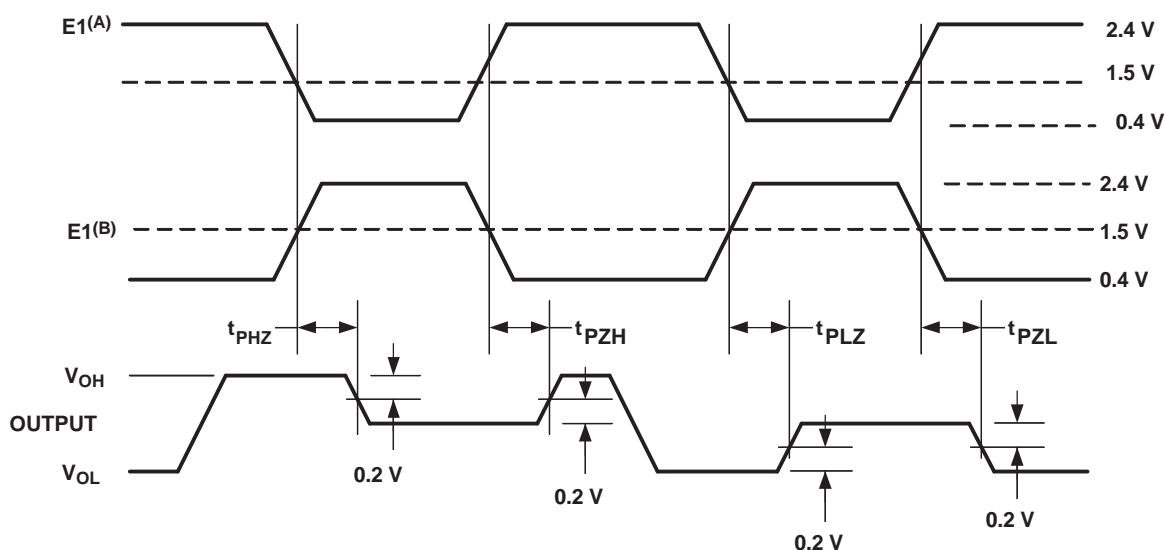 E1(A)
2.4 V
1.5 V
0.4 V
2.4 V
E1(B)
1.5 V
0.4 V
tPHZ
tPZH
tPLZ
tPZL
VOH
OUTPUT
VOL
0.2 V
0.2 V
0.2 V
0.2 V